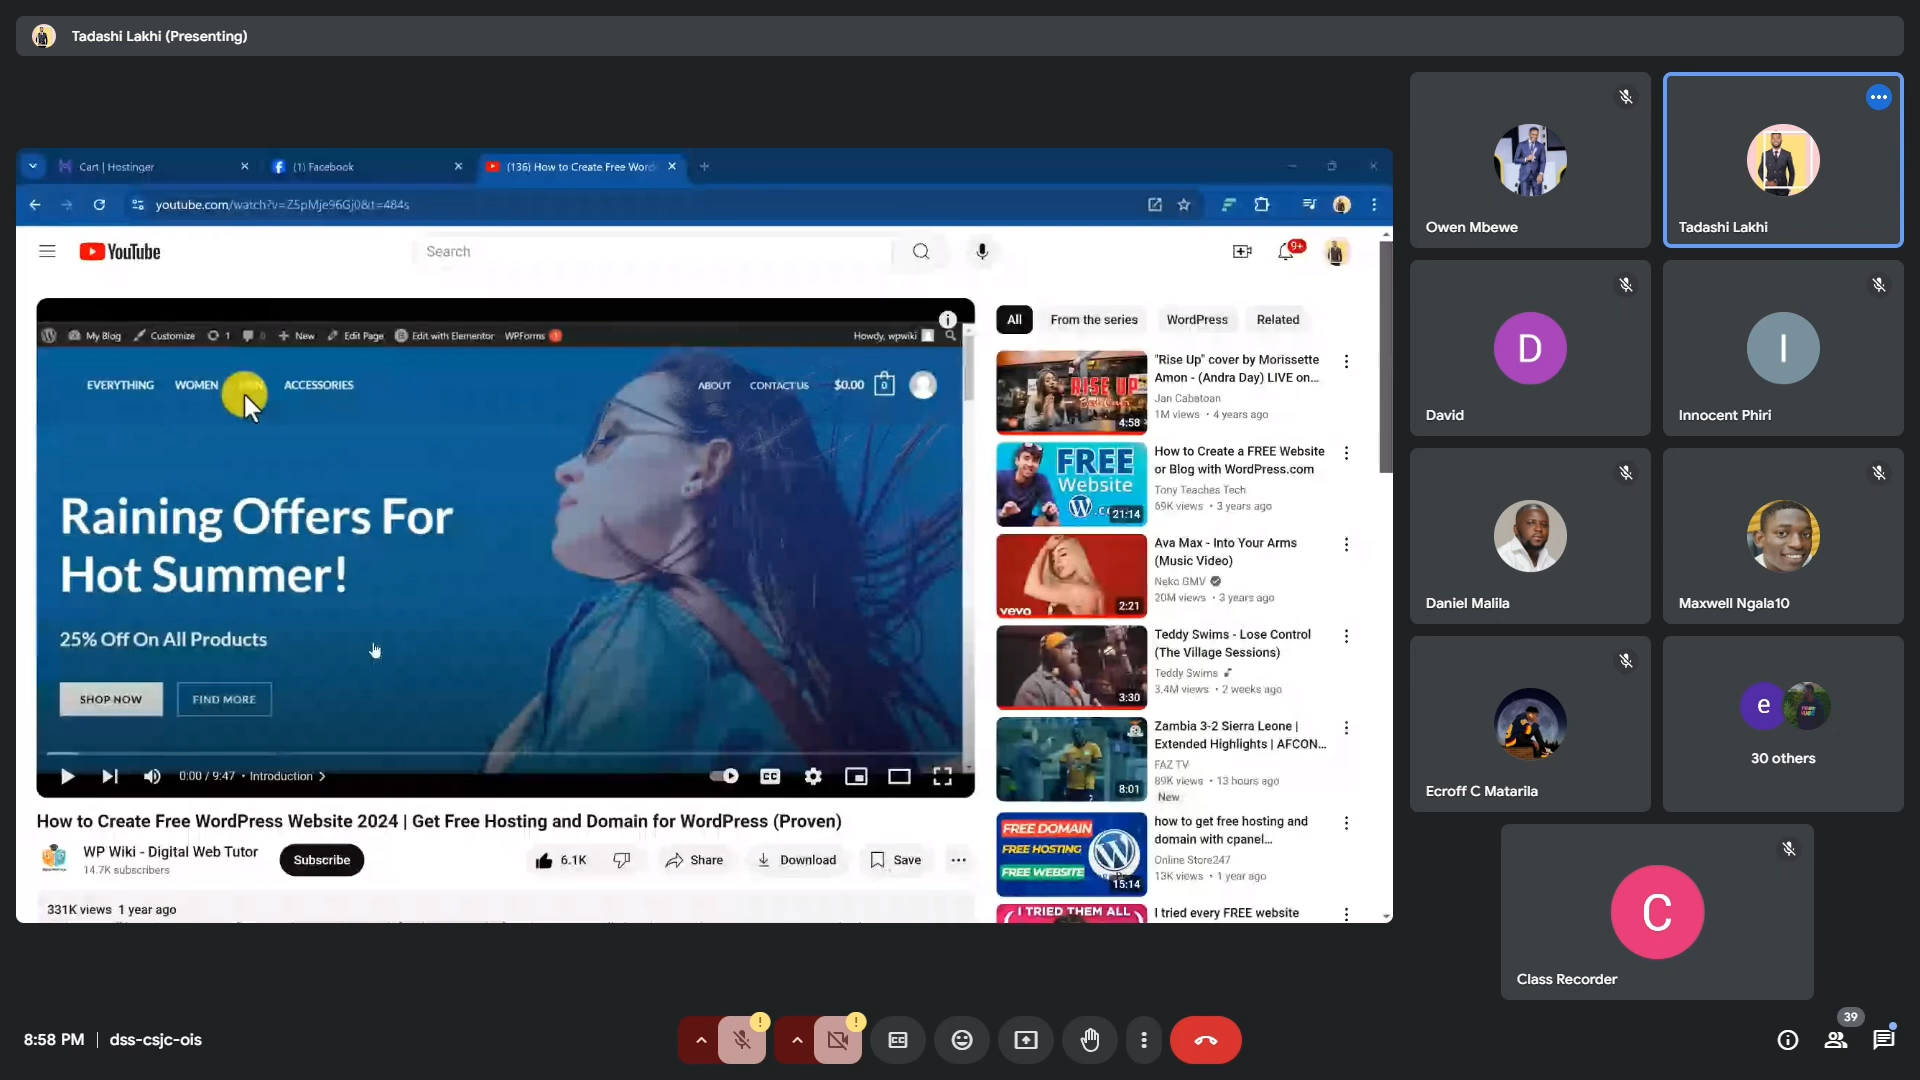 Tadashi Lakhi (Presenting)
Cart | Hostinger
(1) Facebook
(136) How to Create Free Word
youtube.com/watch?v=Z5pMje96Gj0&t=484s
YouTube
Search
9+
My Blog
Customize
1
0
New
Edit Page
Edit with Elementor
WPForms
1
Howdy, wpwiki
EVERYTHING
WOMEN
ACCESSORIES
ABOUT
CONTACT US
$0.00
0
Raining Offers For
Hot Summer!
25% Off On All Products
SHOP NOW
FIND MORE
0:00 / 9:47 • Introduction
CC
How to Create Free WordPress Website 2024 | Get Free Hosting and Domain for WordPress (Proven)
WP Wiki - Digital Web Tutor
14.7K subscribers
Subscribe
6.1K
Share
Download
Save
331K views 1 year ago
All
From the series
WordPress
Related
RISE UP
4:58
"Rise Up" cover by Morissette
Amon - (Andra Day) LIVE on...
Jan Cabatoan
1M views • 4 years ago
FREE
Website
21:14
How to Create a FREE Website
or Blog with WordPress.com
Tony Teaches Tech
69K views • 3 years ago
vevo
2:21
Ava Max - Into Your Arms
(Music Video)
Neko GMV
20M views • 3 years ago
3:30
Teddy Swims - Lose Control
(The Village Sessions)
Teddy Swims
3.4M views • 2 weeks ago
8:01
Zambia 3-2 Sierra Leone |
Extended Highlights | AFCON...
FAZ TV
89K views • 13 hours ago
New
FREE DOMAIN
FREE HOSTING
FREE WEBSITE
15:14
how to get free hosting and
domain with cpanel...
Online Store247
13K views • 1 year ago
I TRIED THEM ALL
I tried every FREE website
Owen Mbewe
Tadashi Lakhi
D
David
I
Innocent Phiri
Daniel Malila
Maxwell Ngala10
Ecroff C Matarila
e
30 others
C
Class Recorder
8:58 PM
dss-csjc-ois
39